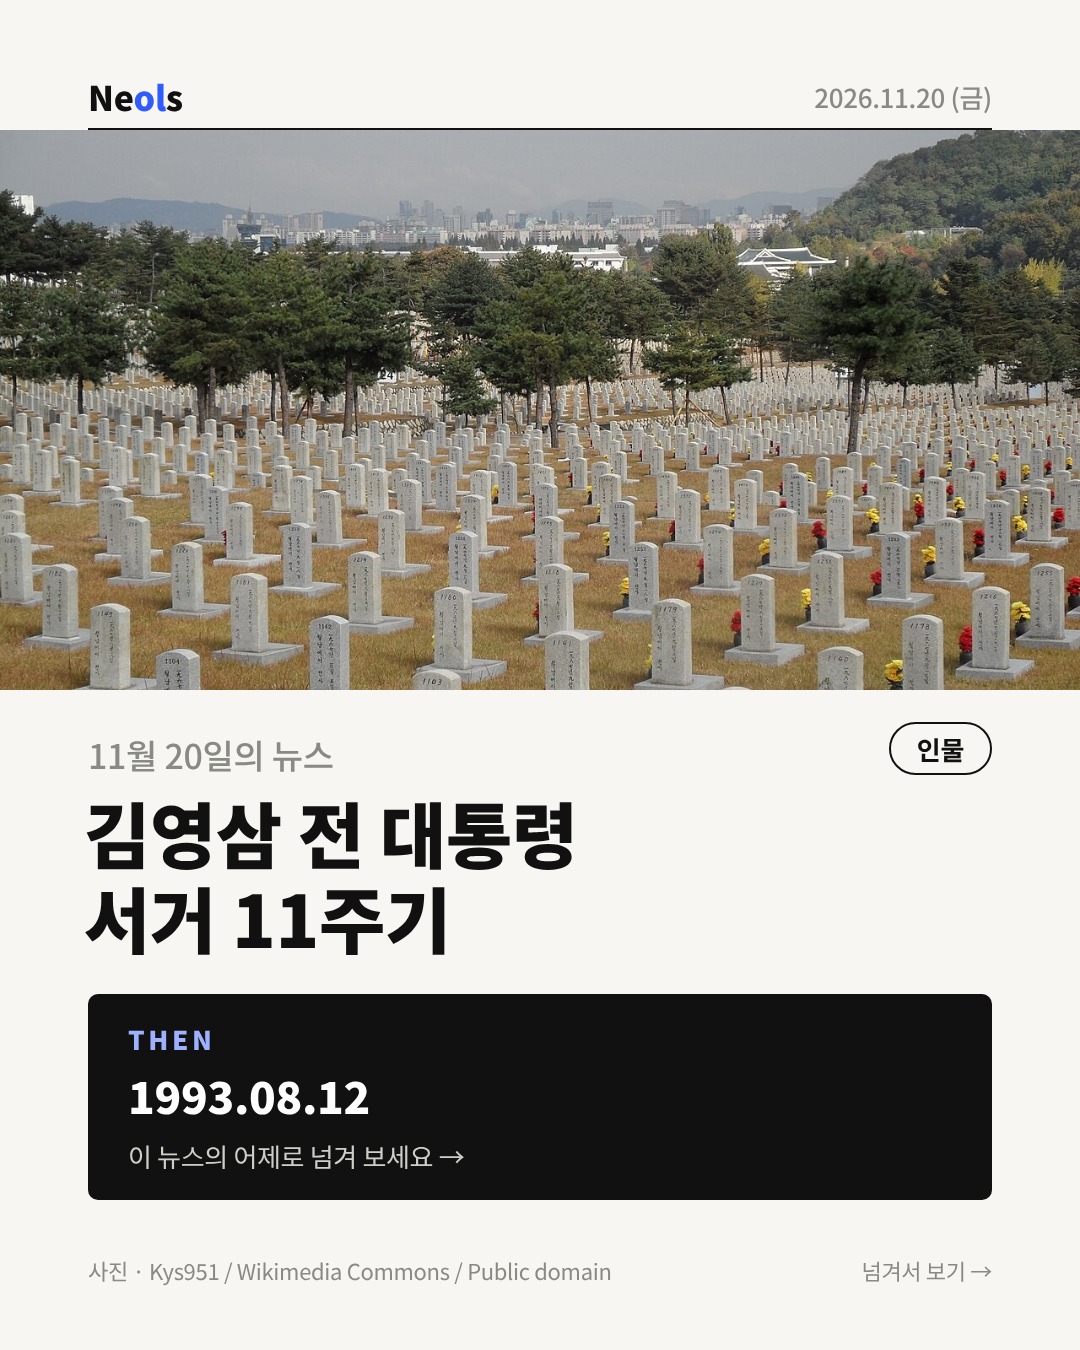 Neols
2026.11.20 (금)
11월 20일의 뉴스
인물
김영삼 전 대통령
서거 11주기
THEN
1993.08.12
이 뉴스의 어제로 넘겨 보세요 →
사진 · Kys951 / Wikimedia Commons / Public domain
넘겨서 보기 →